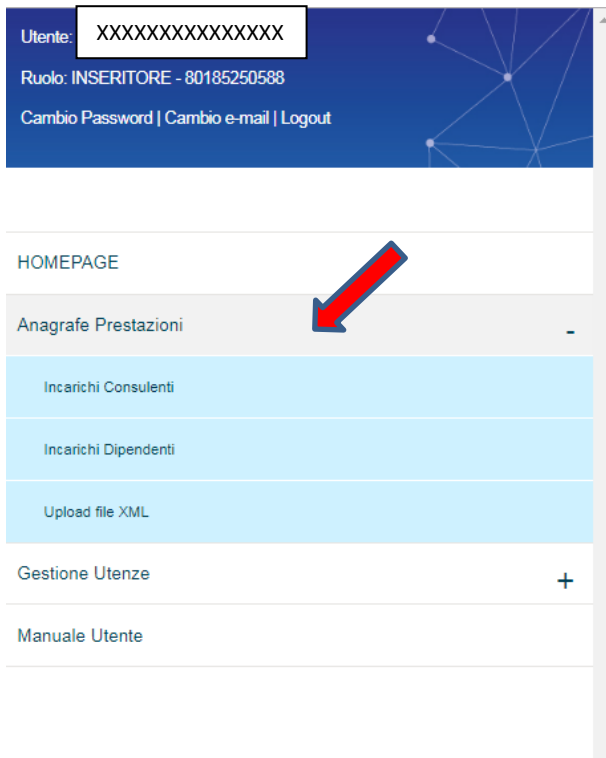 Utente: XXXXXXXXXXXXXXX
Ruolo: INSERITORE - 80185250588
Cambio Password | Cambio e-mail | Logout
HOMEPAGE
Anagrafe Prestazioni -
Incarichi Consulenti
Incarichi Dipendenti
Upload file XML
Gestione Utenze +
Manuale Utente